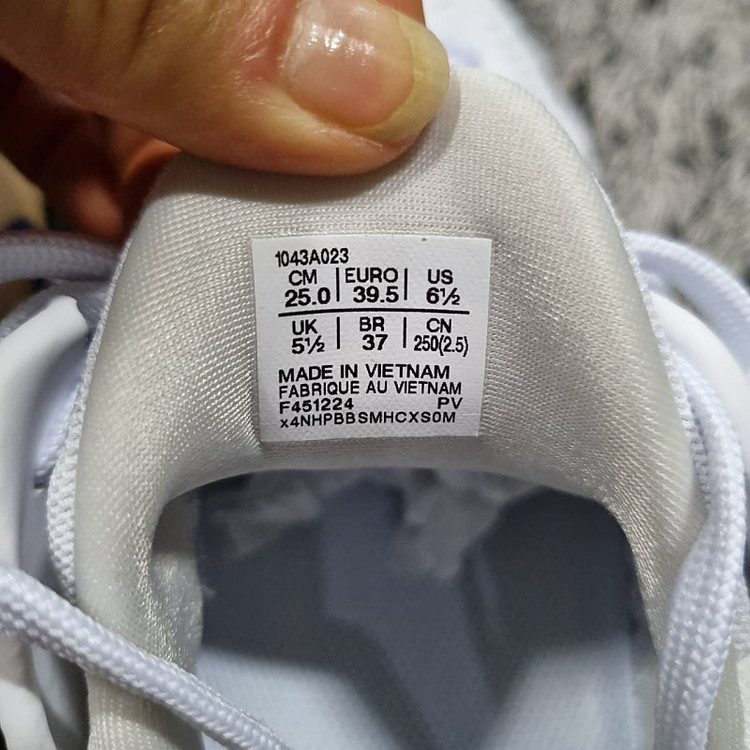 1043A023
CM | EURO | US
25.0 | 39.5 | 6½
UK | BR | CN
5½ | 37 | 250(2.5)
MADE IN VIETNAM
FABRIQUE AU VIETNAM
F451224 PV
x4NHPBBSMHCXS0M